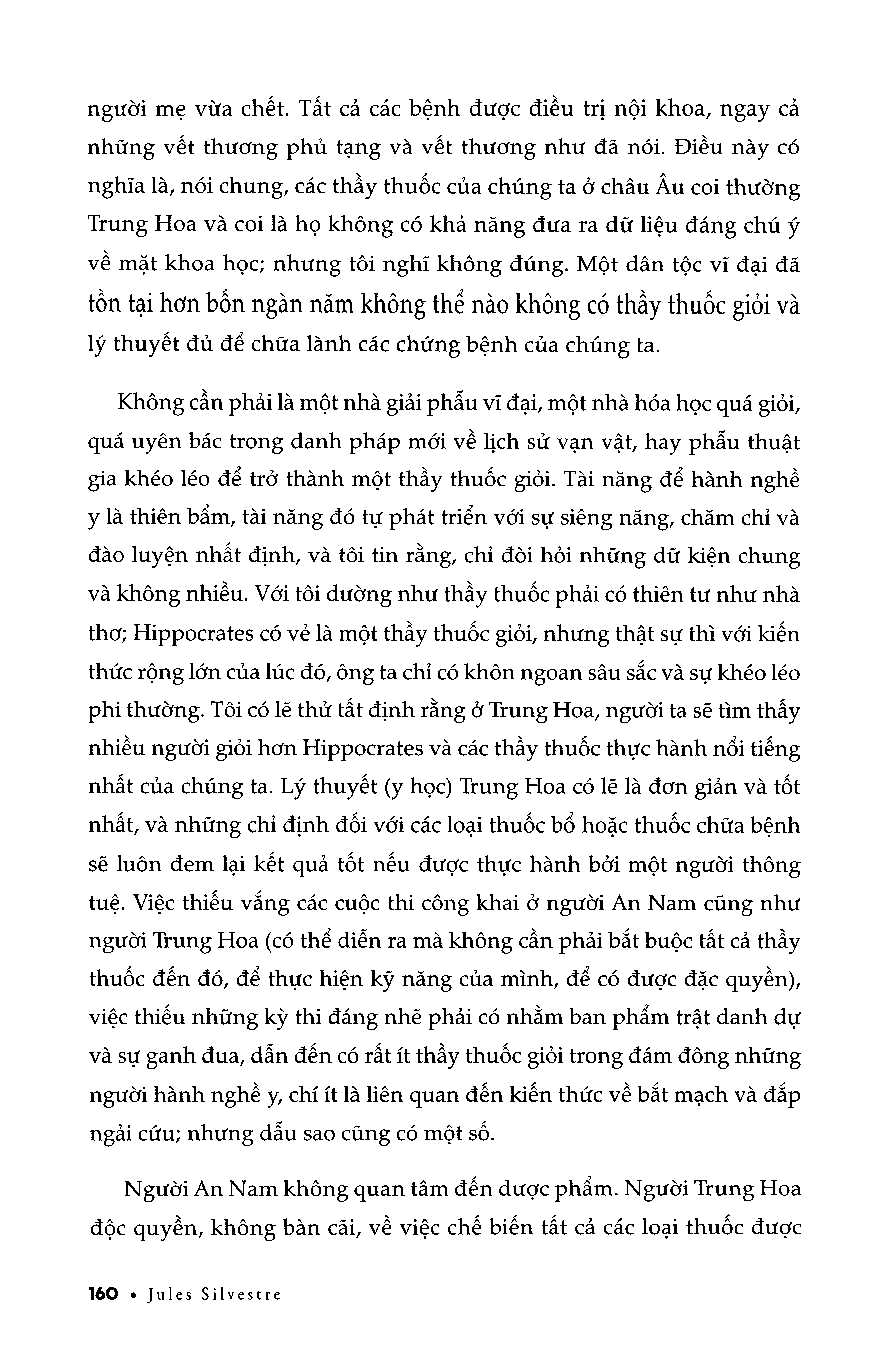 người mẹ vừa chết. Tất cả các bệnh được điều trị nội khoa, ngay cả
những vết thương phủ tạng và vết thương như đã nói. Điều này có
nghĩa là, nói chung, các thầy thuốc của chúng ta ở châu Âu coi thường
Trung Hoa và coi là họ không có khả năng đưa ra dữ liệu đáng chú ý
về mặt khoa học; nhưng tôi nghĩ không đúng. Một dân tộc vĩ đại đã
tồn tại hơn bốn ngàn năm không thể nào không có thầy thuốc giỏi và
lý thuyết đủ để chữa lành các chứng bệnh của chúng ta.
Không cần phải là một nhà giải phẫu vĩ đại, một nhà hóa học quá giỏi,
quá uyên bác trong danh pháp mới về lịch sử vạn vật, hay phẫu thuật
gia khéo léo để trở thành một thầy thuốc giỏi. Tài năng để hành nghề
y là thiên bẩm, tài năng đó tự phát triển với sự siêng năng, chăm chỉ và
đào luyện nhất định, và tôi tin rằng, chỉ đòi hỏi những dữ kiện chung
và không nhiều. Với tôi dường như thầy thuốc phải có thiên tư như nhà
thơ; Hippocrates có vẻ là một thầy thuốc giỏi, nhưng thật sự thì với kiến
thức rộng lớn của lúc đó, ông ta chỉ có khôn ngoan sâu sắc và sự khéo léo
phi thường. Tôi có lẽ thử tất định rằng ở Trung Hoa, người ta sẽ tìm thấy
nhiều người giỏi hơn Hippocrates và các thầy thuốc thực hành nổi tiếng
nhất của chúng ta. Lý thuyết (y học) Trung Hoa có lẽ là đơn giản và tốt
nhất, và những chỉ định đối với các loại thuốc bổ hoặc thuốc chữa bệnh
sẽ luôn đem lại kết quả tốt nếu được thực hành bởi một người thông
tuệ. Việc thiếu vắng các cuộc thi công khai ở người An Nam cũng như
người Trung Hoa (có thể diễn ra mà không cần phải bắt buộc tất cả thầy
thuốc đến đó, để thực hiện kỹ năng của mình, để có được đặc quyền),
việc thiếu những kỳ thi đáng nhẽ phải có nhằm ban phẩm trật danh dự
và sự ganh đua, dẫn đến có rất ít thầy thuốc giỏi trong đám đông những
người hành nghề y, chí ít là liên quan đến kiến thức về bắt mạch và đắp
ngải cứu; nhưng dẫu sao cũng có một số.
Người An Nam không quan tâm đến dược phẩm. Người Trung Hoa
độc quyền, không bàn cãi, về việc chế biến tất cả các loại thuốc được
160 • Jules Silvestre